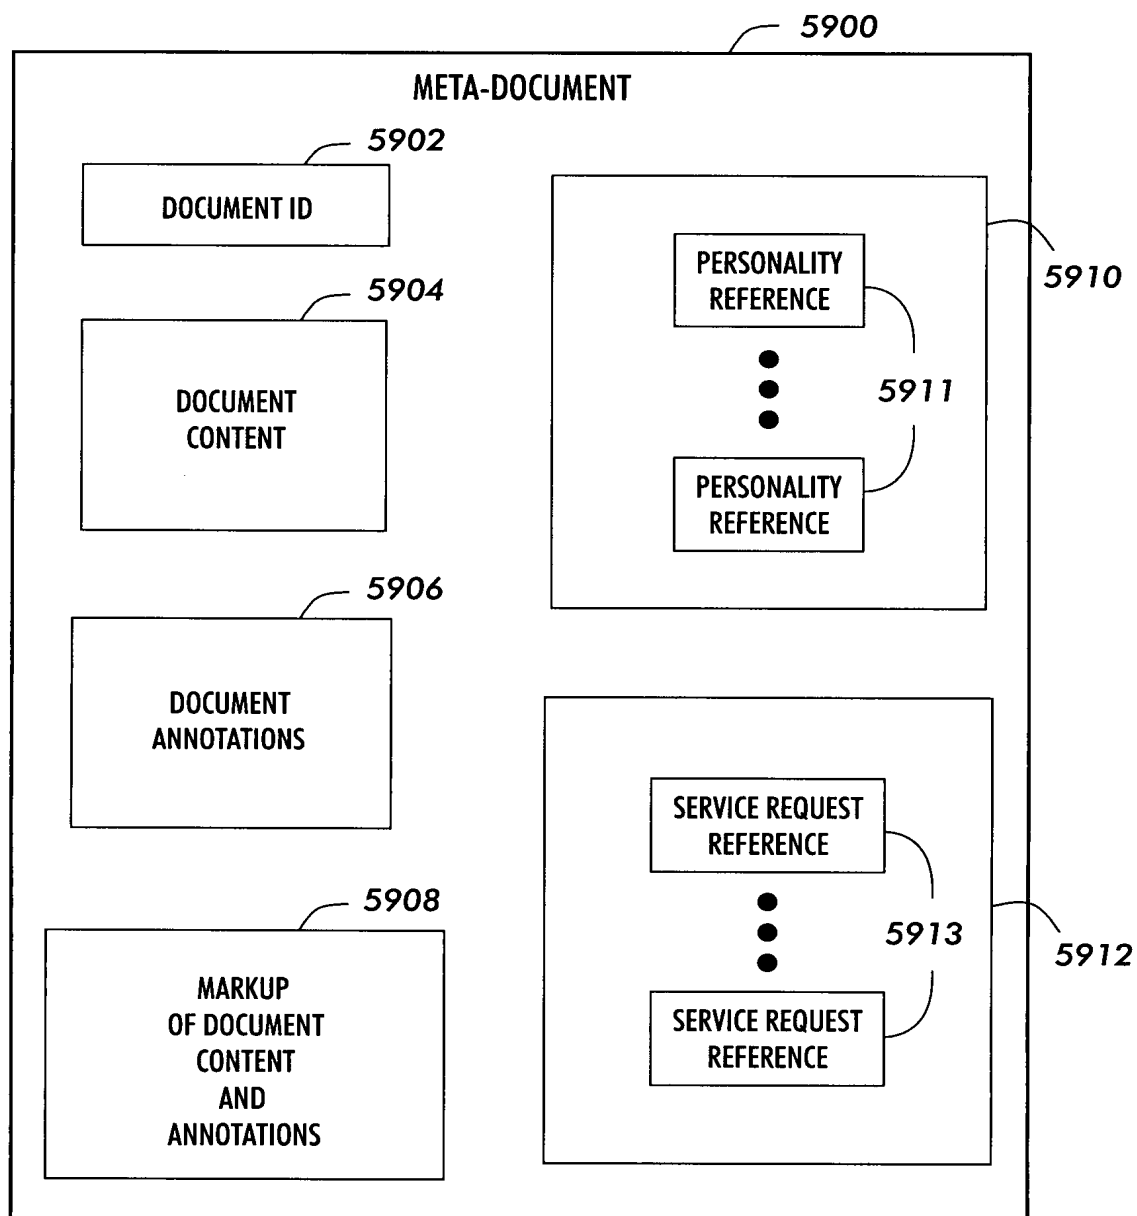 5900
META-DOCUMENT
5902
DOCUMENT ID
5904
DOCUMENT
CONTENT
5906
DOCUMENT
ANNOTATIONS
5908
MARKUP
OF DOCUMENT
CONTENT
AND
ANNOTATIONS
5910
PERSONALITY
REFERENCE
5911
PERSONALITY
REFERENCE
5912
SERVICE REQUEST
REFERENCE
5913
SERVICE REQUEST
REFERENCE